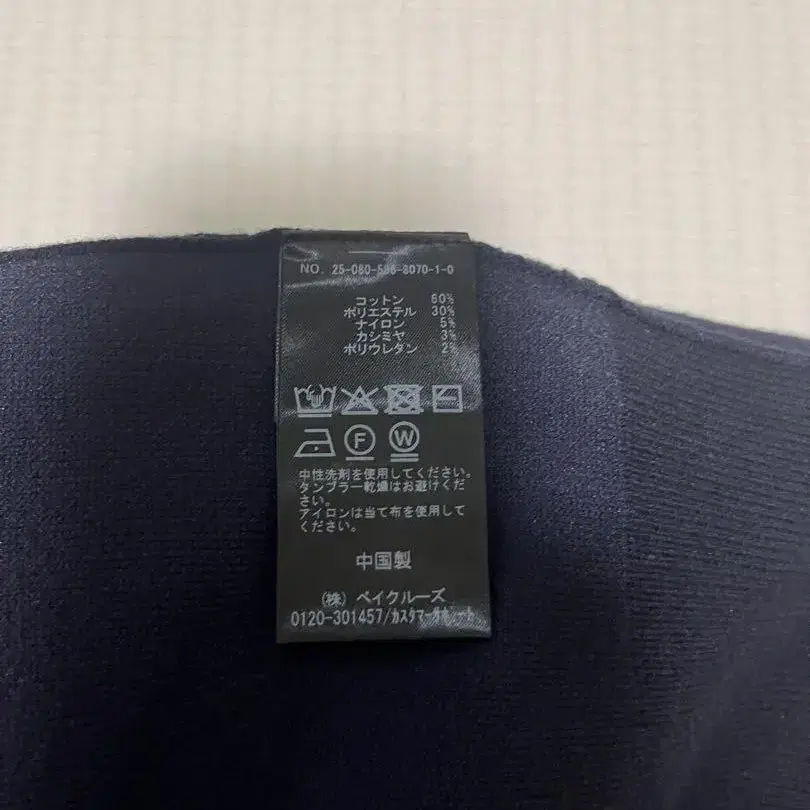 NO. 25-080-586-8070-1-0
コットン 60%
ポリエステル 30%
ナイロン 5%
カシミヤ 3%
ポリウレタン 2%
F W
中性洗剤を使用してください。
タンブラー乾燥はお避けくだ
さい。
アイロンは当て布を使用して
ください。
中国製
(株) ベイクルーズ
0120-301457/カスタマーサポート